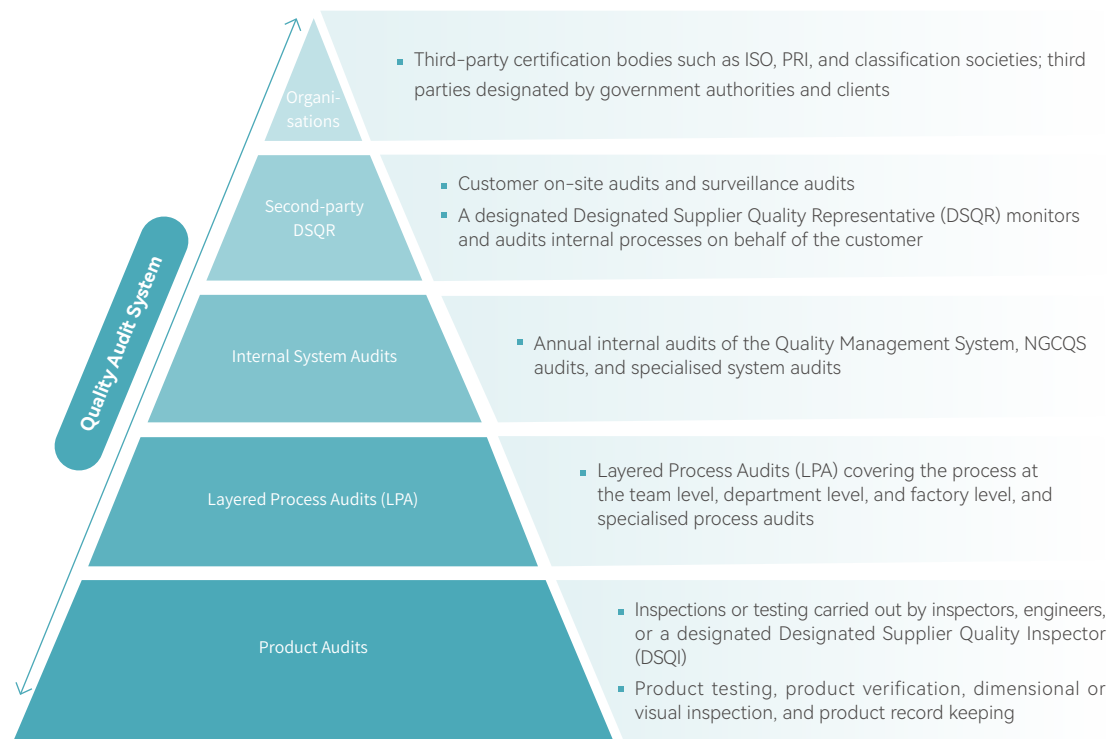 Quality Audit System
Organi-
sations
Third-party certification bodies such as ISO, PRI, and classification societies; third
parties designated by government authorities and clients
Second-party
DSQR
Customer on-site audits and surveillance audits
A designated Designated Supplier Quality Representative (DSQR) monitors
and audits internal processes on behalf of the customer
Internal System Audits
Annual internal audits of the Quality Management System, NGCQS
audits, and specialised system audits
Layered Process Audits (LPA)
Layered Process Audits (LPA) covering the process at
the team level, department level, and factory level, and
specialised process audits
Product Audits
Inspections or testing carried out by inspectors, engineers,
or a designated Designated Supplier Quality Inspector
(DSQI)
Product testing, product verification, dimensional or
visual inspection, and product record keeping